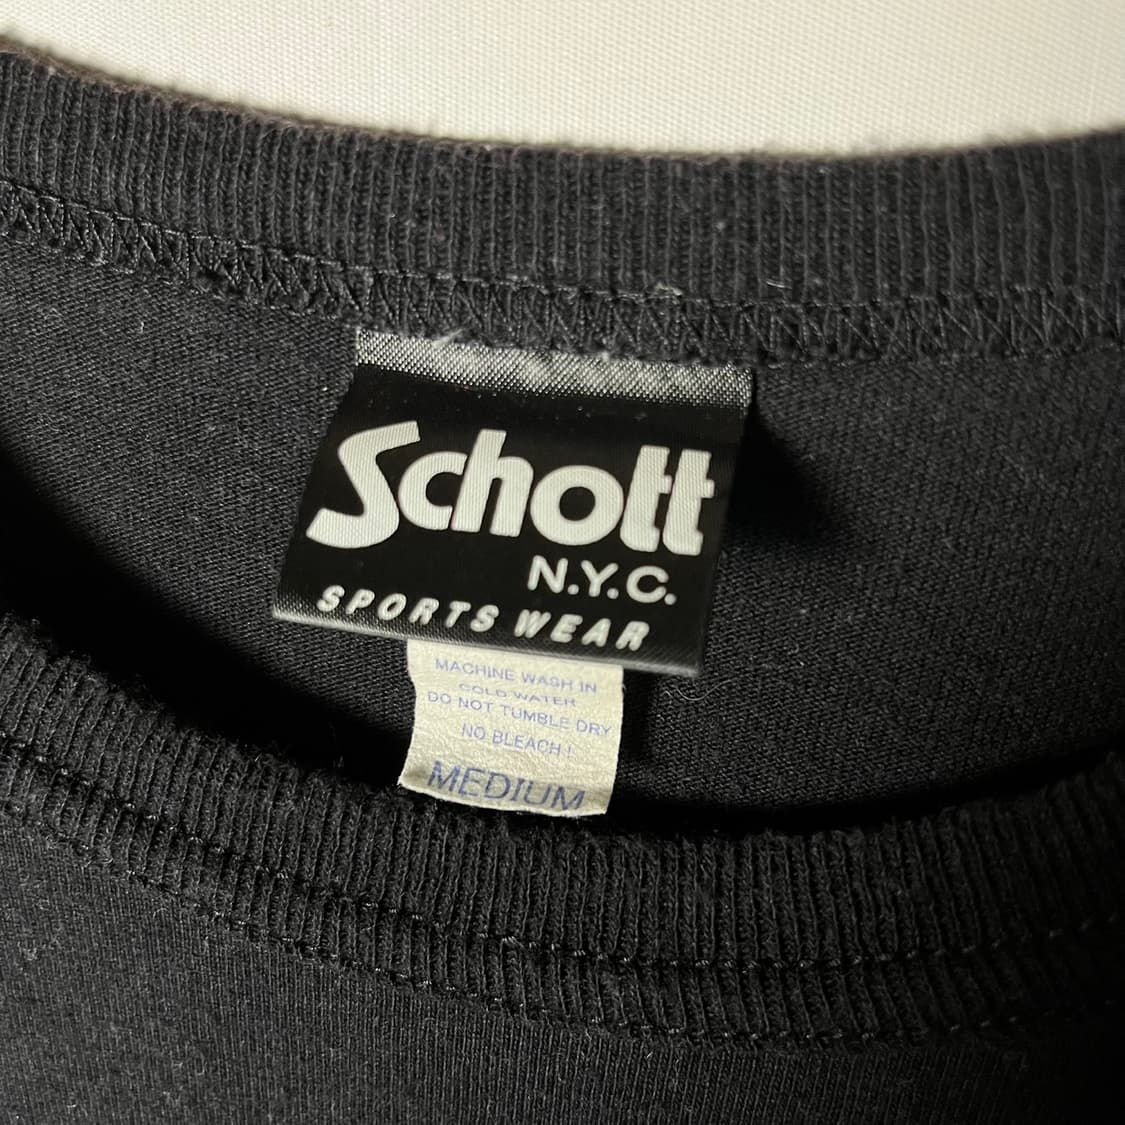 Schott
N.Y.C.
SPORTS WEAR
MACHINE WASH IN
COLD WATER
DO NOT TUMBLE DRY
NO BLEACH !
MEDIUM